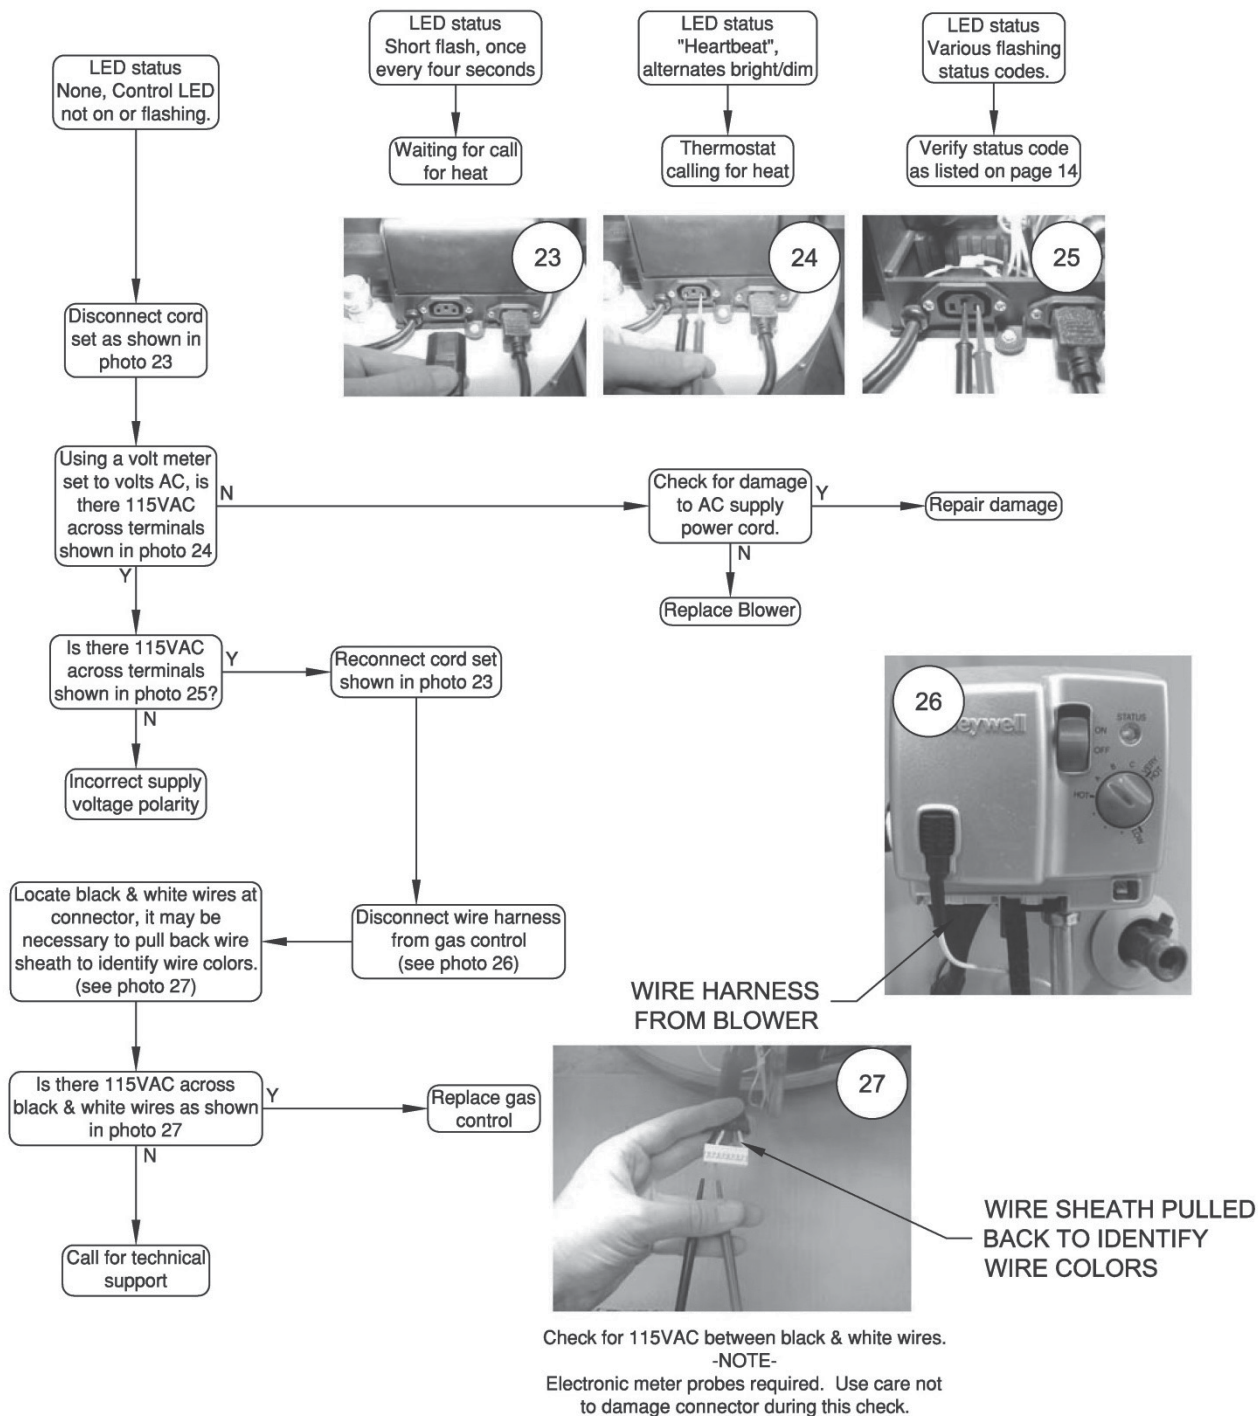 LED status
None, Control LED
not on or flashing.
LED status
Short flash, once
every four seconds
LED status
"Heartbeat",
alternates bright/dim
LED status
Various flashing
status codes.
Waiting for call
for heat
Thermostat
calling for heat
Verify status code
as listed on page 14
23
24
25
Disconnect cord
set as shown in
photo 23
Using a volt meter
set to volts AC, is
there 115VAC
across terminals
shown in photo 24
N
Y
Check for damage
to AC supply
power cord.
Y
N
Repair damage
Replace Blower
Is there 115VAC
across terminals
shown in photo 25?
Y
N
Reconnect cord set
shown in photo 23
Incorrect supply
voltage polarity
26
eywell
STATUS
ON
OFF
HOT
A
B
C
VERY
HOT
LOW
Locate black & white wires at
connector, it may be
necessary to pull back wire
sheath to identify wire colors.
(see photo 27)
Disconnect wire harness
from gas control
(see photo 26)
WIRE HARNESS
FROM BLOWER
Is there 115VAC across
black & white wires as shown
in photo 27
Y
N
Replace gas
control
Call for technical
support
27
WIRE SHEATH PULLED
BACK TO IDENTIFY
WIRE COLORS
Check for 115VAC between black & white wires.
-NOTE-
Electronic meter probes required. Use care not
to damage connector during this check.